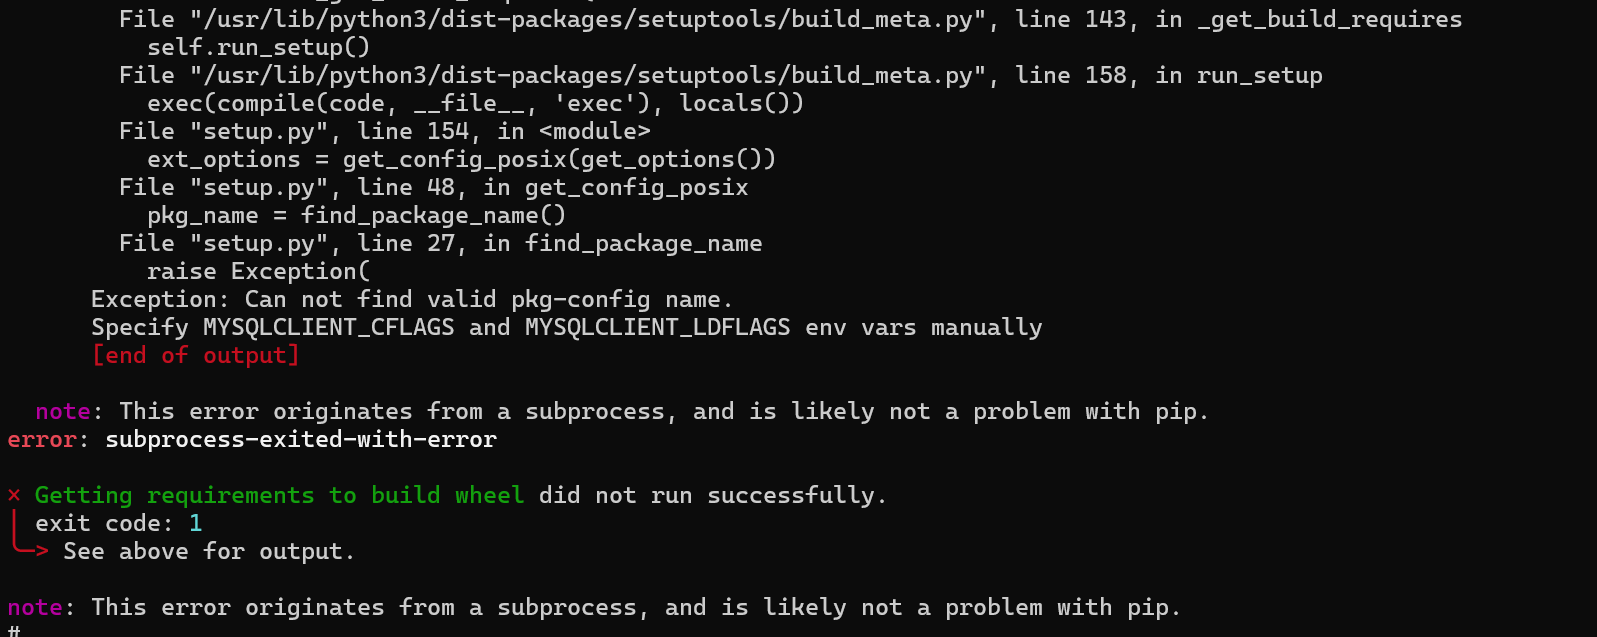 File "/usr/lib/python3/dist-packages/setuptools/build_meta.py", line 143, in _get_build_requires
self.run_setup()
File "/usr/lib/python3/dist-packages/setuptools/build_meta.py", line 158, in run_setup
exec(compile(code, __file__, 'exec'), locals())
File "setup.py", line 154, in <module>
ext_options = get_config_posix(get_options())
File "setup.py", line 48, in get_config_posix
pkg_name = find_package_name()
File "setup.py", line 27, in find_package_name
raise Exception(
Exception: Can not find valid pkg-config name.
Specify MYSQLCLIENT_CFLAGS and MYSQLCLIENT_LDFLAGS env vars manually
[end of output]
note: This error originates from a subprocess, and is likely not a problem with pip.
error: subprocess-exited-with-error
× Getting requirements to build wheel did not run successfully.
│ exit code: 1
╰─> See above for output.
note: This error originates from a subprocess, and is likely not a problem with pip.
#